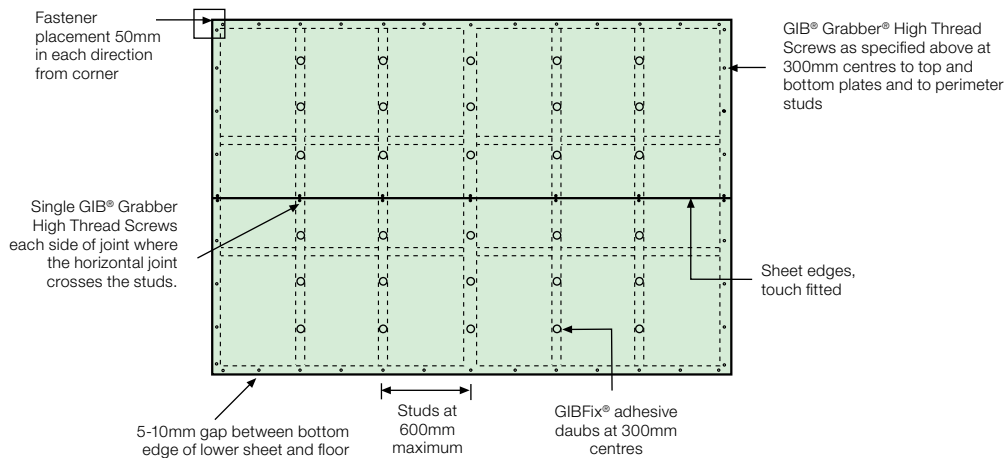 Fastener
placement 50mm
in each direction
from corner
GIB® Grabber® High Thread
Screws as specified above at
300mm centres to top and
bottom plates and to perimeter
studs
Single GIB® Grabber
High Thread Screws
each side of joint where
the horizontal joint
crosses the studs.
Sheet edges,
touch fitted
5-10mm gap between bottom
edge of lower sheet and floor
Studs at
600mm
maximum
GIBFix® adhesive
daubs at 300mm
centres